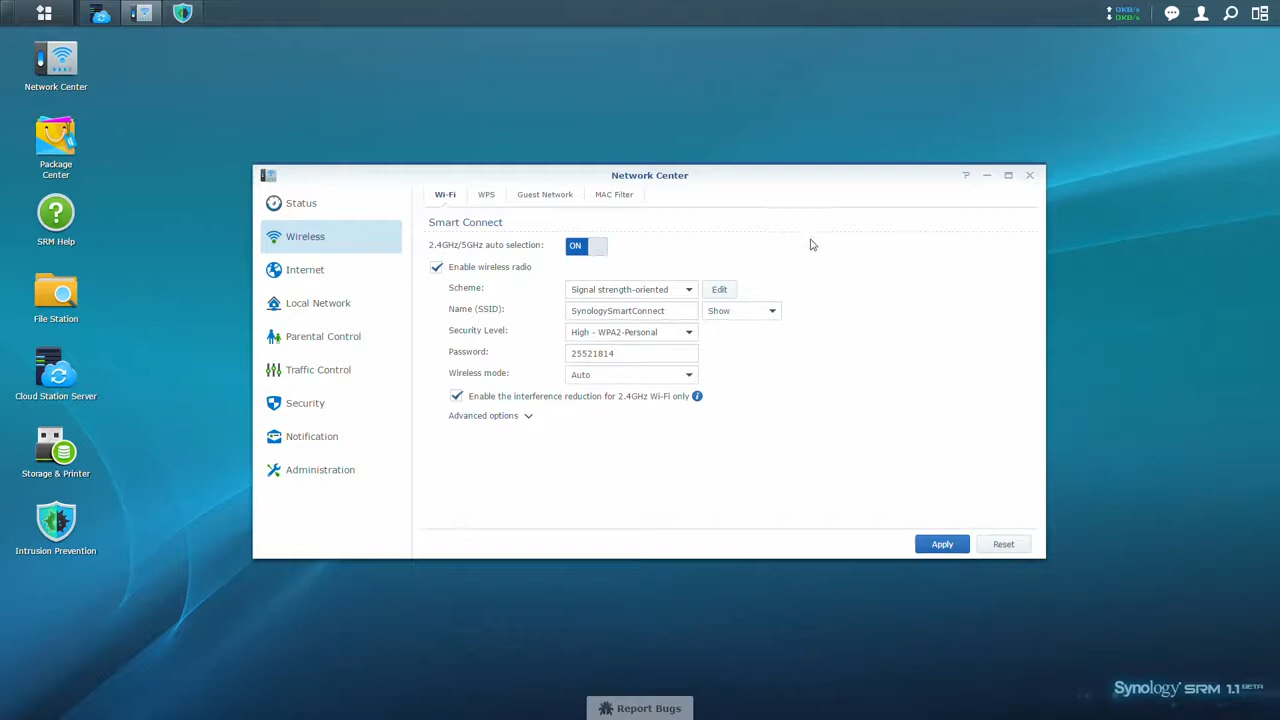 0KB/s
0KB/s
Network Center
Package
Center
SRM Help
File Station
Cloud Station Server
Storage & Printer
Intrusion Prevention
Network Center
?
Status
Wireless
Internet
Local Network
Parental Control
Traffic Control
Security
Notification
Administration
Wi-Fi WPS Guest Network MAC Filter
Smart Connect
2.4GHz/5GHz auto selection: ON
Enable wireless radio
Scheme: Signal strength-oriented Edit
Name (SSID): SynologySmartConnect Show
Security Level: High - WPA2-Personal
Password: 25521814
Wireless mode: Auto
Enable the interference reduction for 2.4GHz Wi-Fi only i
Advanced options
Apply Reset
Report Bugs
Synology SRM 1.1 BETA